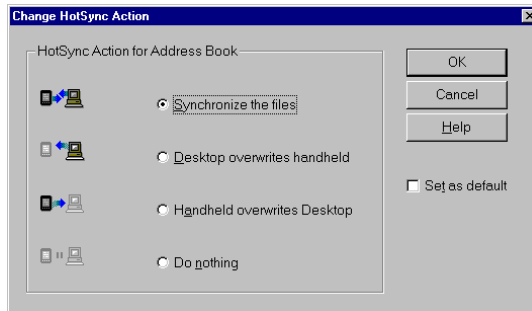 Change HotSync Action
HotSync Action for Address Book
Synchronize the files
Desktop overwrites handheld
Handheld overwrites Desktop
Do nothing
OK
Cancel
Help
Set as default